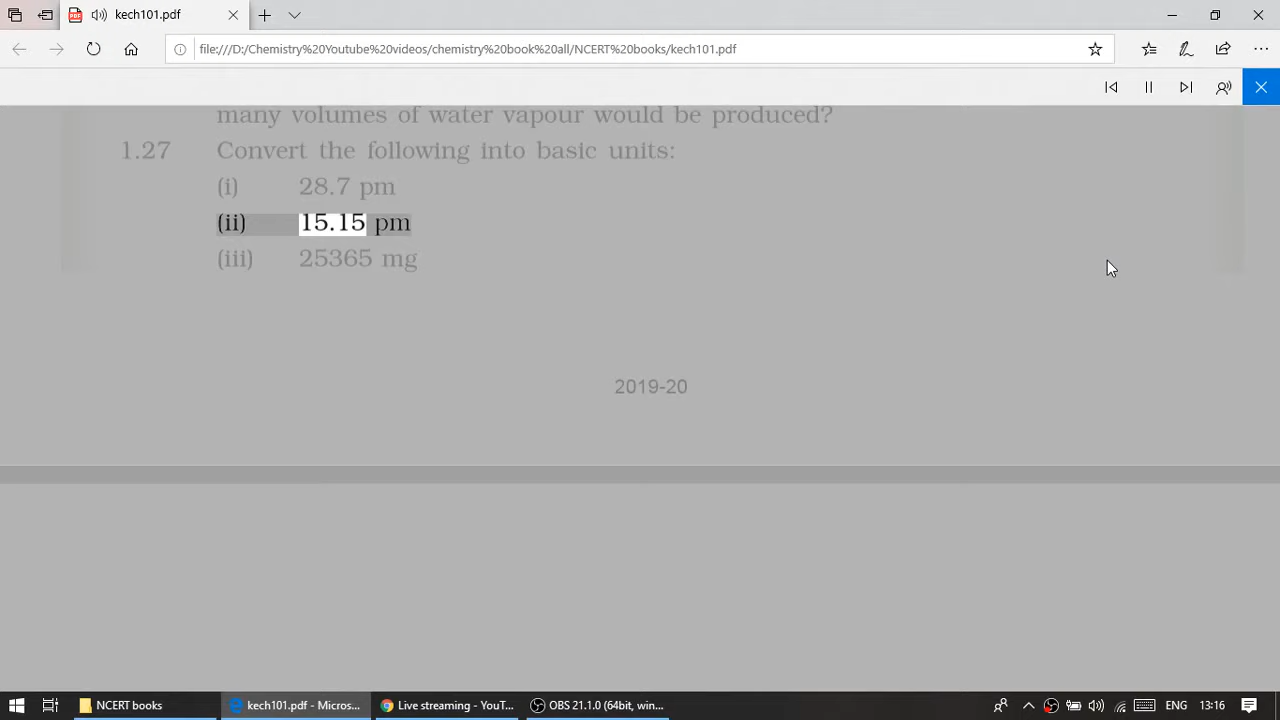 kech101.pdf
file:///D:/Chemistry%20Youtube%20videos/chemistry%20book%20all/NCERT%20books/kech101.pdf
many volumes of water vapour would be produced?
1.27 Convert the following into basic units:
(i) 28.7 pm
(ii) 15.15 pm
(iii) 25365 mg
2019-20
NCERT books
kech101.pdf - Micros...
Live streaming - YouT...
OBS 21.1.0 (64bit, win...
ENG
13:16